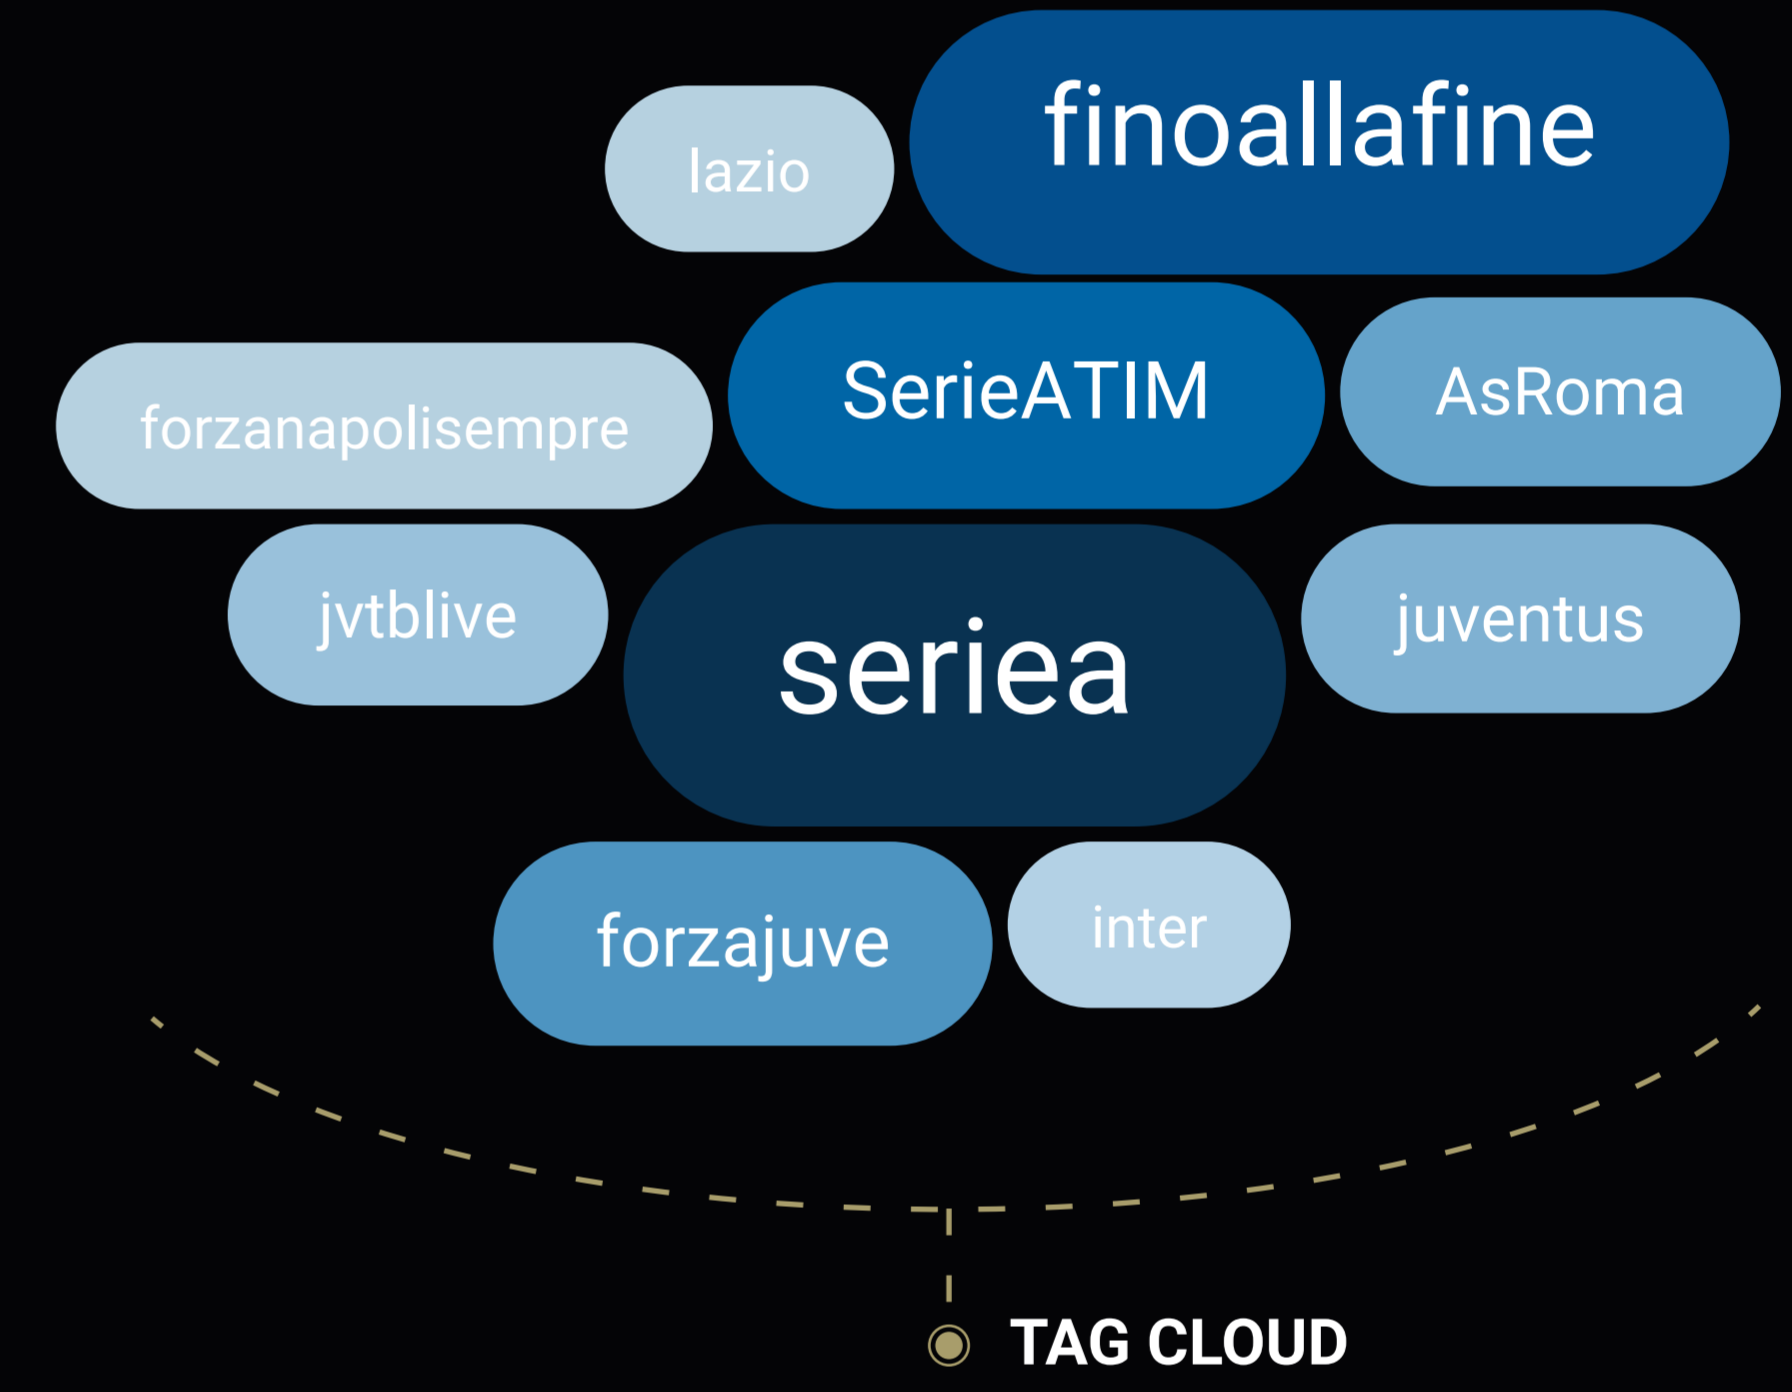 finoallafine
lazio
SerieATIM
AsRoma
forzanapolisempre
jvtblive
seriea
juventus
forzajuve
inter
TAG CLOUD